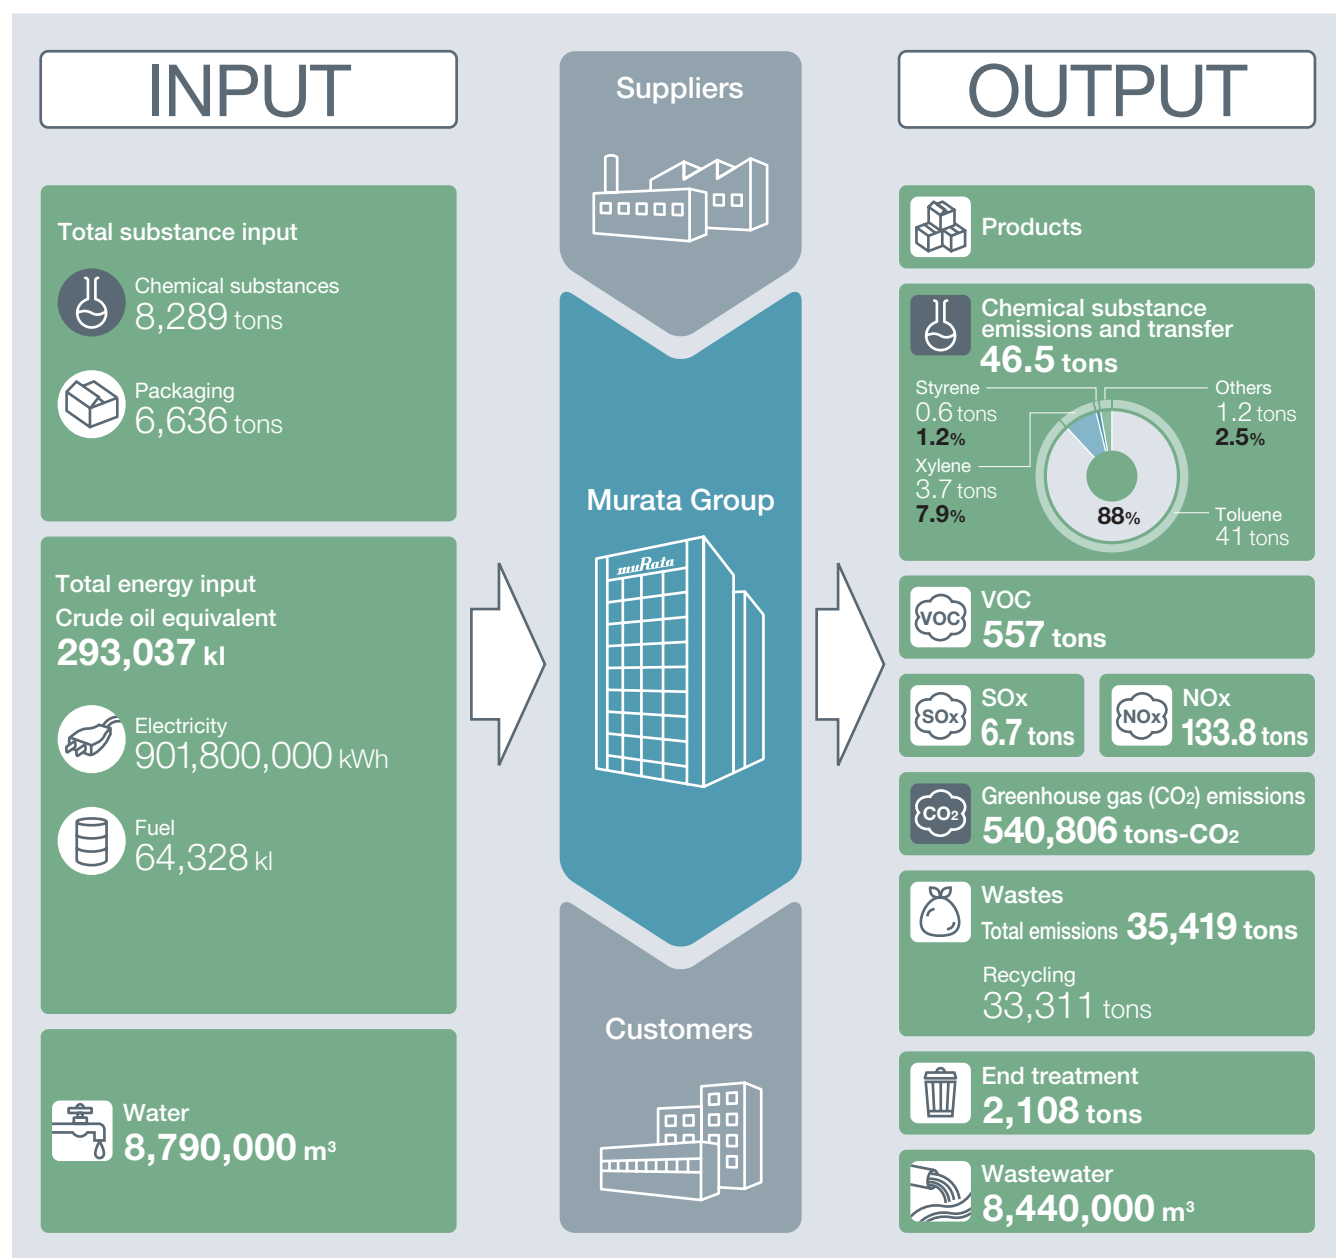 INPUT
Total substance input
Chemical substances
8,289 tons
Packaging
6,636 tons
Total energy input
Crude oil equivalent
293,037 kl
Electricity
901,800,000 kWh
Fuel
64,328 kl
Water
8,790,000 m³
Suppliers
Murata Group
muRata
Customers
OUTPUT
Products
Chemical substance
emissions and transfer
46.5 tons
Styrene
0.6 tons
1.2%
Xylene
3.7 tons
7.9%
Others
1.2 tons
2.5%
88%
Toluene
41 tons
VOC
VOC
557 tons
SOx
SOx
6.7 tons
NOx
NOx
133.8 tons
CO₂
Greenhouse gas (CO₂) emissions
540,806 tons-CO₂
Wastes
Total emissions 35,419 tons
Recycling
33,311 tons
End treatment
2,108 tons
Wastewater
8,440,000 m³